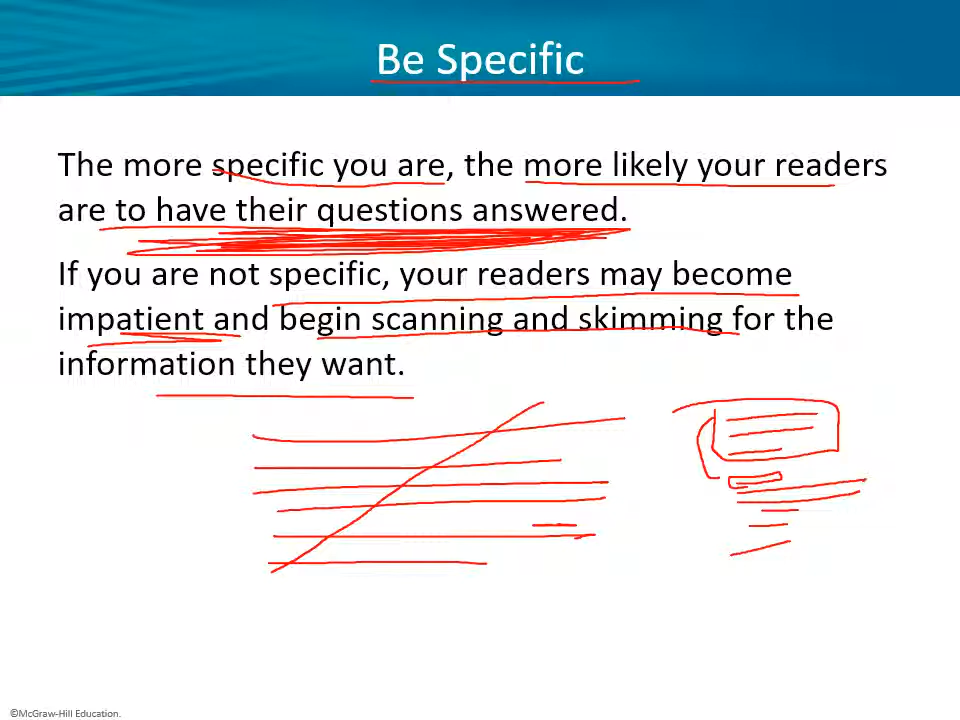 Be Specific
The more specific you are, the more likely your readers
are to have their questions answered.
If you are not specific, your readers may become
impatient and begin scanning and skimming for the
information they want.
©McGraw-Hill Education.